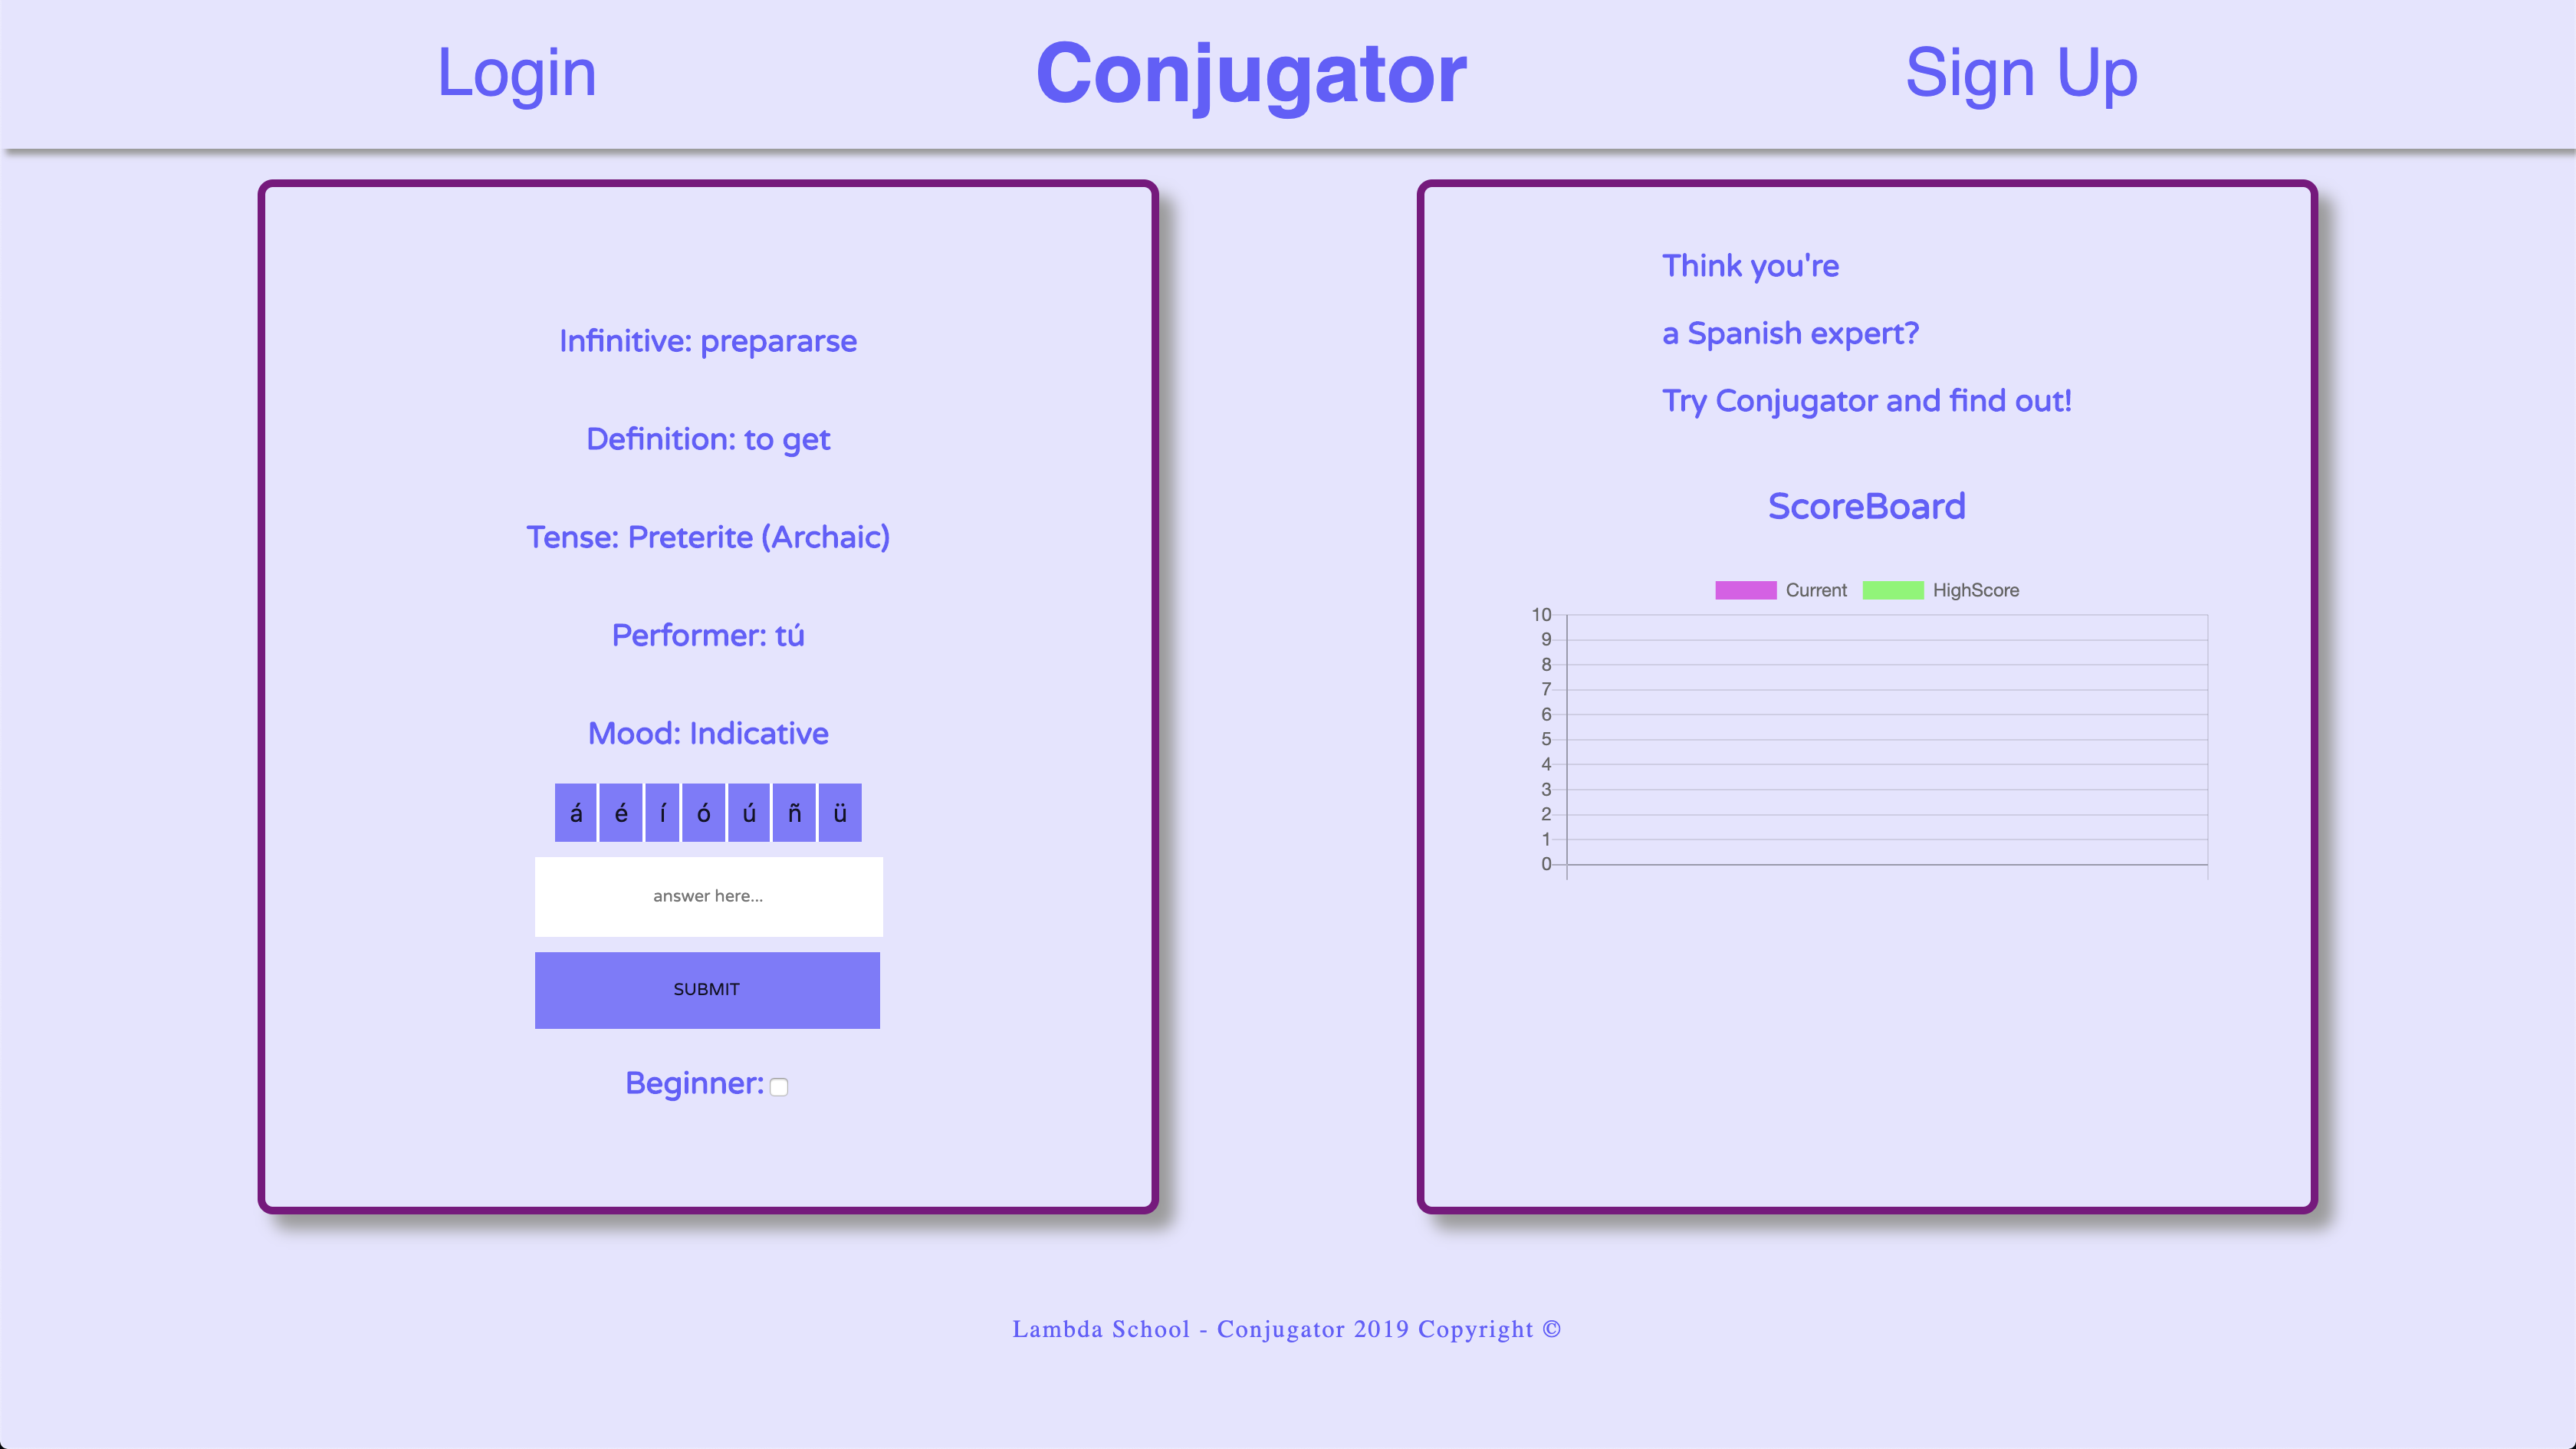 Login
Conjugator
Sign Up
Infinitive: prepararse
Definition: to get
Tense: Preterite (Archaic)
Performer: tú
Mood: Indicative
á é í ó ú ñ ü
answer here...
SUBMIT
Beginner:
Think you're
a Spanish expert?
Try Conjugator and find out!
ScoreBoard
Current HighScore
10
9
8
7
6
5
4
3
2
1
0
Lambda School - Conjugator 2019 Copyright ©